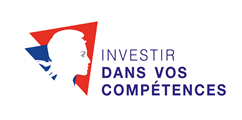 INVESTIR
DANS VOS
COMPÉTENCES